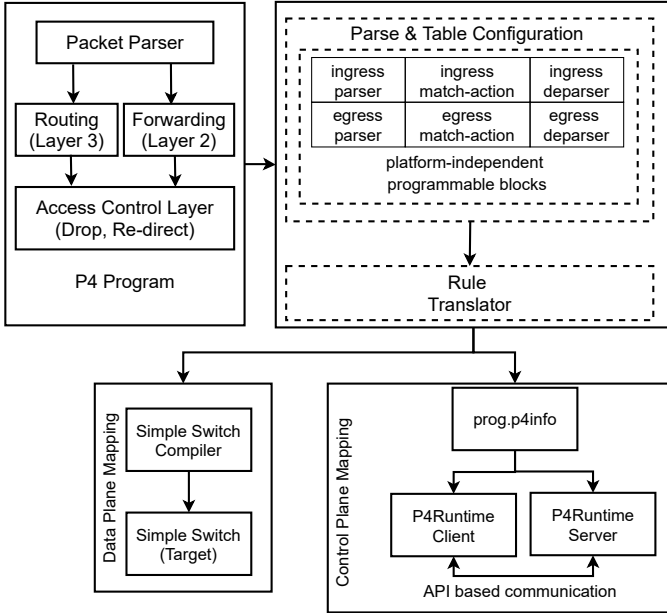 Packet Parser
Routing
(Layer 3)
Forwarding
(Layer 2)
Access Control Layer
(Drop, Re-direct)
P4 Program
Parse & Table Configuration
ingress
parser
ingress
match-action
ingress
deparser
egress
parser
egress
match-action
egress
deparser
platform-independent
programmable blocks
Rule
Translator
Data Plane Mapping
Simple Switch
Compiler
Simple Switch
(Target)
Control Plane Mapping
prog.p4info
P4Runtime
Client
P4Runtime
Server
API based communication